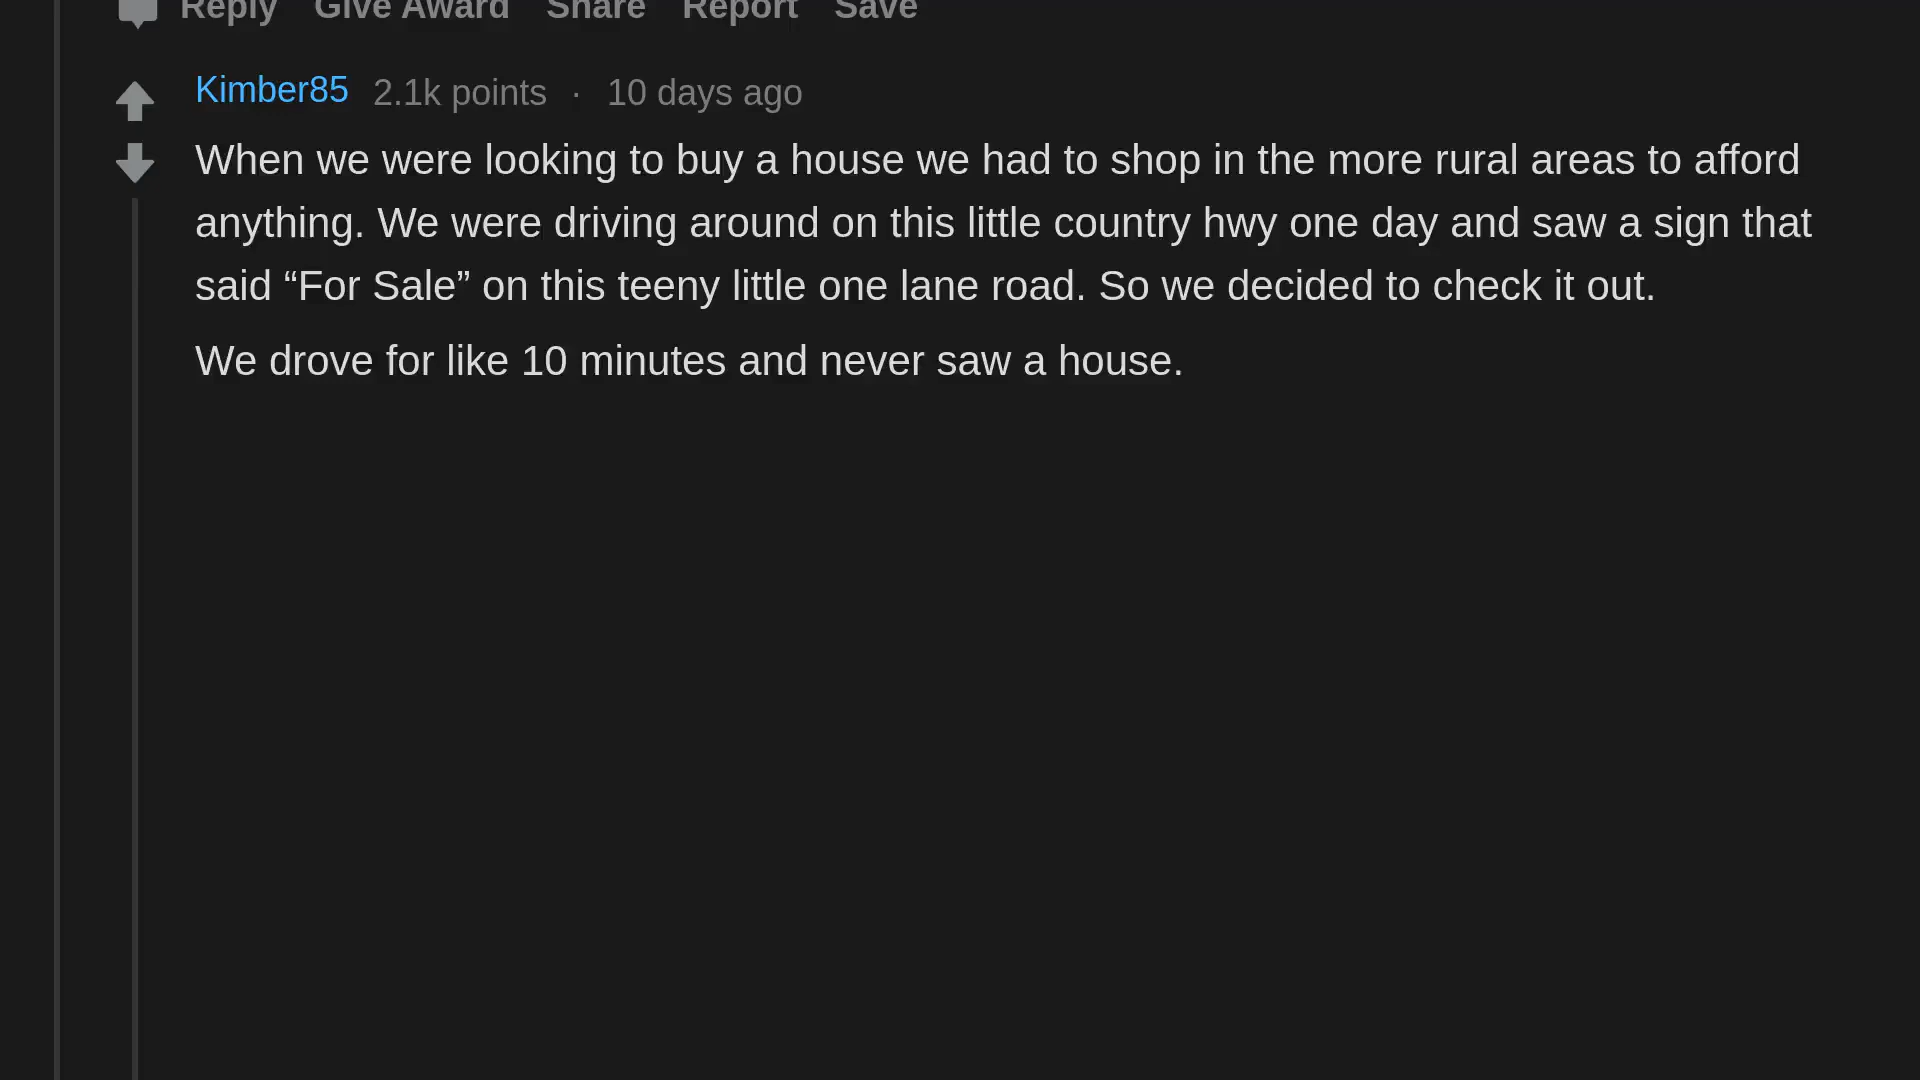 Reply Give Award Share Report Save
Kimber85 2.1k points · 10 days ago
When we were looking to buy a house we had to shop in the more rural areas to afford
anything. We were driving around on this little country hwy one day and saw a sign that
said “For Sale” on this teeny little one lane road. So we decided to check it out.
We drove for like 10 minutes and never saw a house.